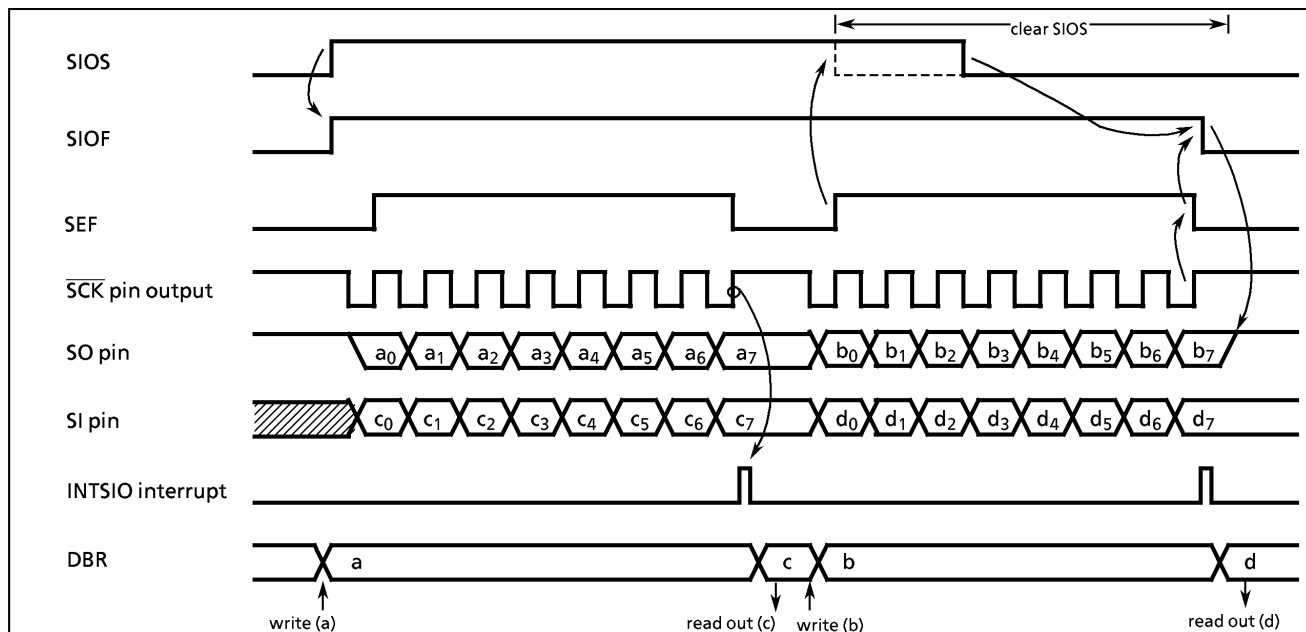 clear SIOS
SIOS
SIOF
SEF
SCK pin output
SO pin a0 a1 a2 a3 a4 a5 a6 a7 b0 b1 b2 b3 b4 b5 b6 b7
SI pin c0 c1 c2 c3 c4 c5 c6 c7 d0 d1 d2 d3 d4 d5 d6 d7
INTSIO interrupt
DBR a c b d
write (a) read out (c) write (b) read out (d)